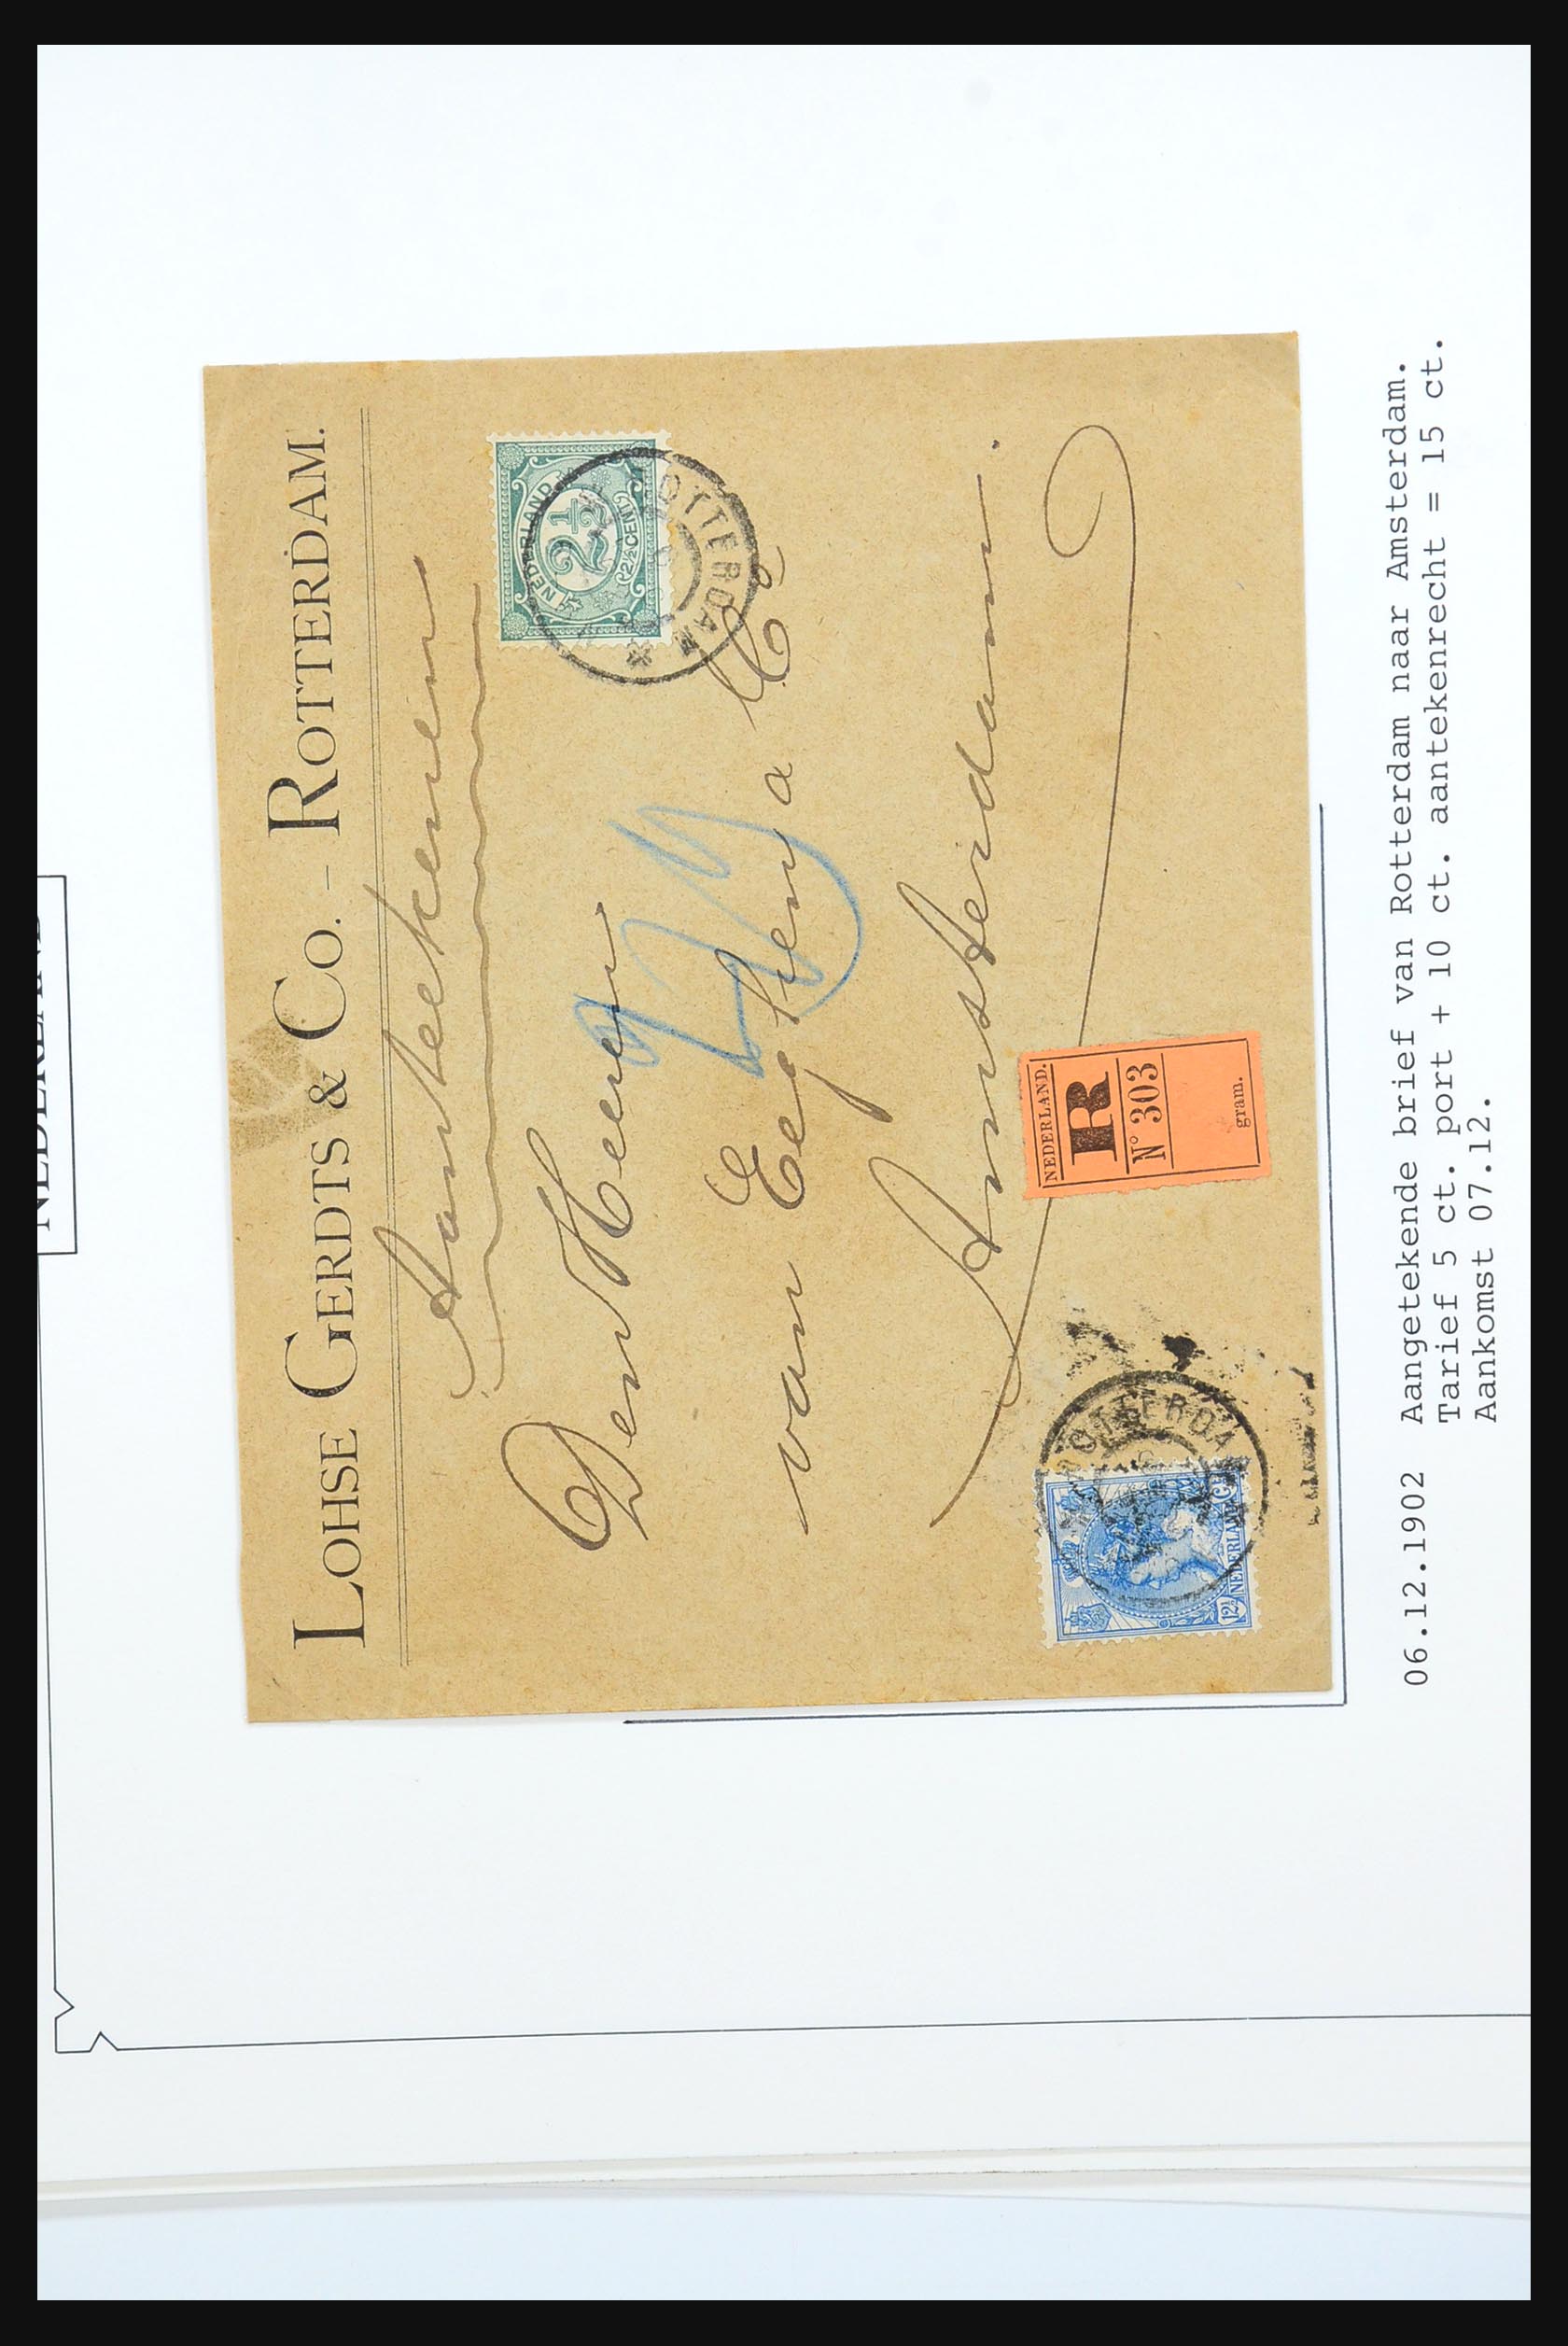 LOHSE GERDTS & CO. – ROTTERDAM.
Aanteekenen
NEDERLAND
2½
2½ CENT
ROTTERDAM
Den Heeren
van Eeghen & Co
Amsterdam.
NEDERLAND.
R
N° 303
gram.
ROTTERDAM
12½ NEDERLAND
06.12.1902 Aangetekende brief van Rotterdam naar Amsterdam.
Tarief 5 ct. port + 10 ct. aantekenrecht = 15 ct.
Aankomst 07.12.